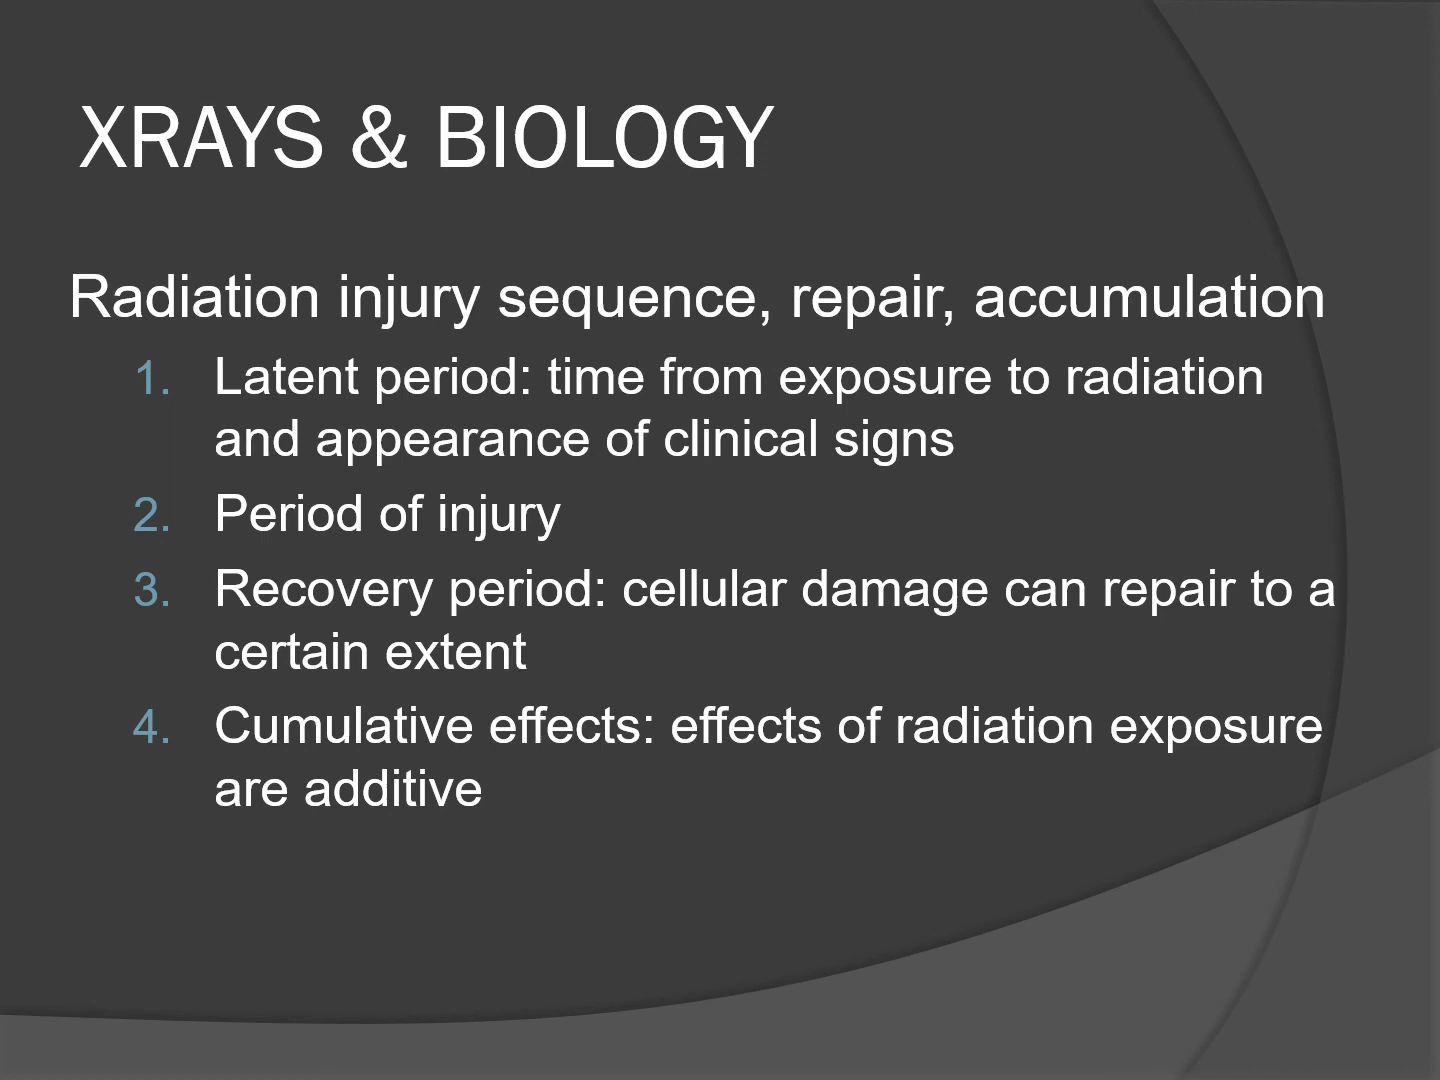 XRAYS & BIOLOGY
Radiation injury sequence, repair, accumulation
1. Latent period: time from exposure to radiation
and appearance of clinical signs
2. Period of injury
3. Recovery period: cellular damage can repair to a
certain extent
4. Cumulative effects: effects of radiation exposure
are additive